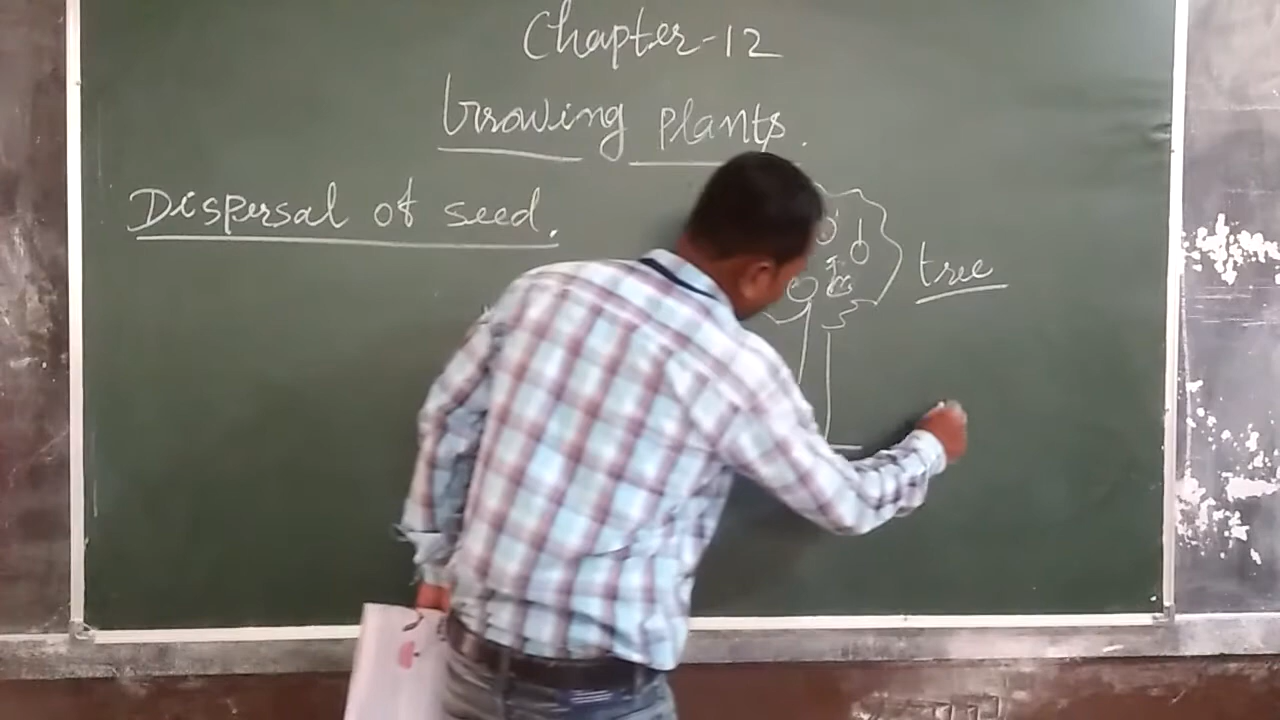 Chapter-12
Growing plants.
Dispersal of seed.
tree